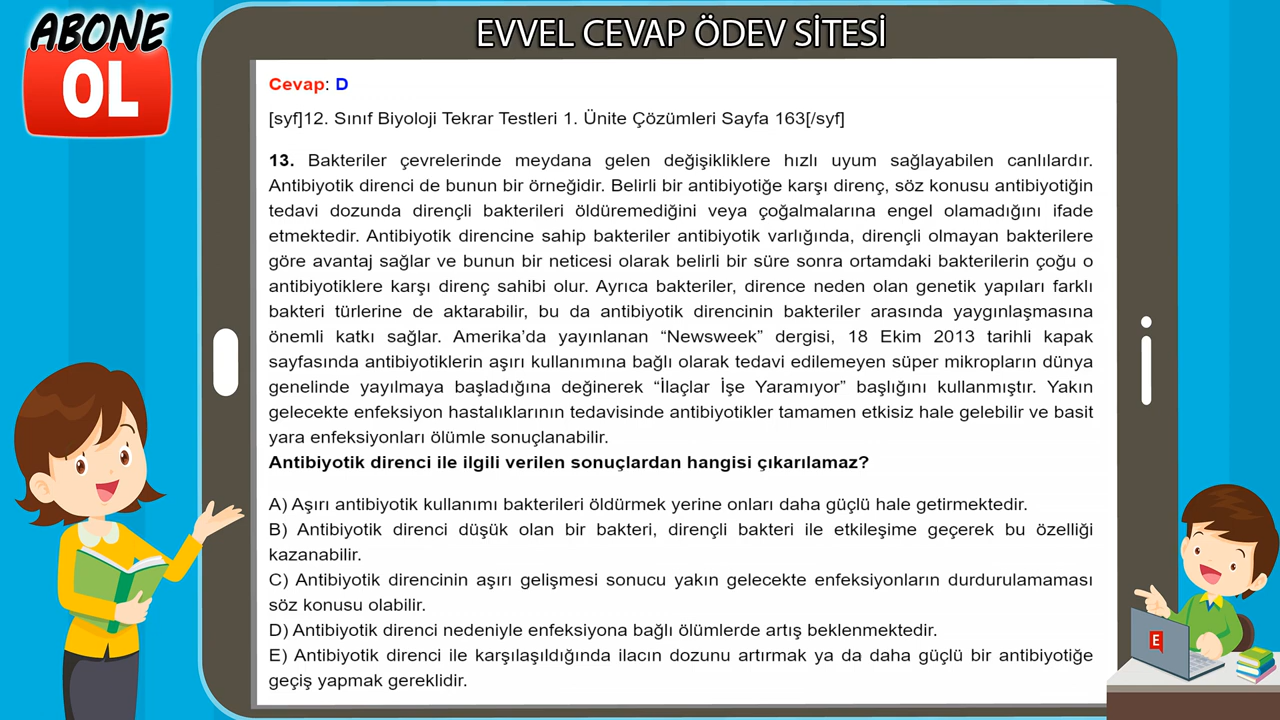 ABONE
OL
EVVEL CEVAP ÖDEV SİTESİ
Cevap: D
[syf]12. Sınıf Biyoloji Tekrar Testleri 1. Ünite Çözümleri Sayfa 163[/syf]
13. Bakteriler çevrelerinde meydana gelen değişikliklere hızlı uyum sağlayabilen canlılardır.
Antibiyotik direnci de bunun bir örneğidir. Belirli bir antibiyotiğe karşı direnç, söz konusu antibiyotiğin
tedavi dozunda dirençli bakterileri öldüremediğini veya çoğalmalarına engel olamadığını ifade
etmektedir. Antibiyotik direncine sahip bakteriler antibiyotik varlığında, dirençli olmayan bakterilere
göre avantaj sağlar ve bunun bir neticesi olarak belirli bir süre sonra ortamdaki bakterilerin çoğu o
antibiyotiklere karşı direnç sahibi olur. Ayrıca bakteriler, dirence neden olan genetik yapıları farklı
bakteri türlerine de aktarabilir, bu da antibiyotik direncinin bakteriler arasında yaygınlaşmasına
önemli katkı sağlar. Amerika’da yayınlanan “Newsweek” dergisi, 18 Ekim 2013 tarihli kapak
sayfasında antibiyotiklerin aşırı kullanımına bağlı olarak tedavi edilemeyen süper mikropların dünya
genelinde yayılmaya başladığına değinerek “İlaçlar İşe Yaramıyor” başlığını kullanmıştır. Yakın
gelecekte enfeksiyon hastalıklarının tedavisinde antibiyotikler tamamen etkisiz hale gelebilir ve basit
yara enfeksiyonları ölümle sonuçlanabilir.
Antibiyotik direnci ile ilgili verilen sonuçlardan hangisi çıkarılamaz?
A) Aşırı antibiyotik kullanımı bakterileri öldürmek yerine onları daha güçlü hale getirmektedir.
B) Antibiyotik direnci düşük olan bir bakteri, dirençli bakteri ile etkileşime geçerek bu özelliği
kazanabilir.
C) Antibiyotik direncinin aşırı gelişmesi sonucu yakın gelecekte enfeksiyonların durdurulamaması
söz konusu olabilir.
D) Antibiyotik direnci nedeniyle enfeksiyona bağlı ölümlerde artış beklenmektedir.
E) Antibiyotik direnci ile karşılaşıldığında ilacın dozunu artırmak ya da daha güçlü bir antibiyotiğe
geçiş yapmak gereklidir.
E